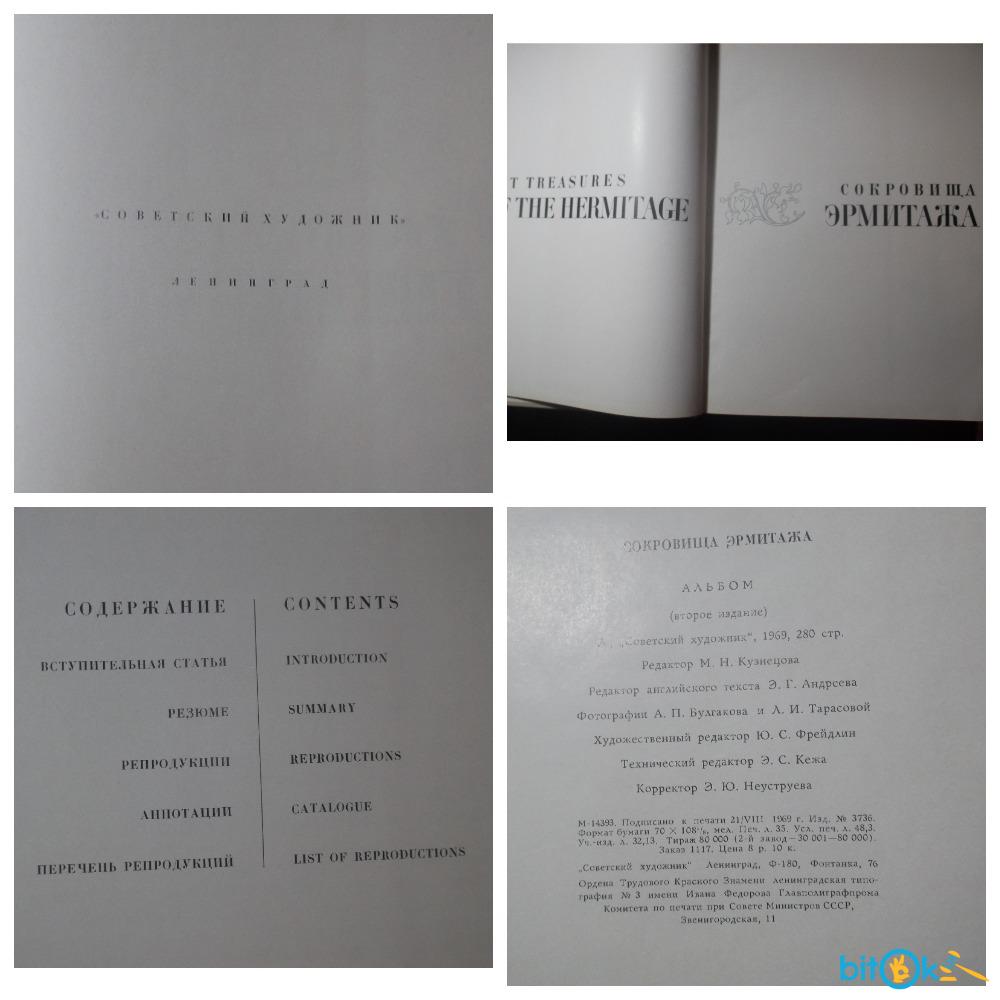 «СОВЕТСКИЙ ХУДОЖНИК»
ЛЕНИНГРАД
T TREASURES
F THE HERMITAGE
СОКРОВИЩА
ЭРМИТАЖА
СОДЕРЖАНИЕ CONTENTS
ВСТУПИТЕЛЬНАЯ СТАТЬЯ INTRODUCTION
РЕЗЮМЕ SUMMARY
РЕПРОДУКЦИИ REPRODUCTIONS
АННОТАЦИИ CATALOGUE
ПЕРЕЧЕНЬ РЕПРОДУКЦИЙ LIST OF REPRODUCTIONS
СОКРОВИЩА ЭРМИТАЖА
АЛЬБОМ
(второе издание)
„Советский художник“, 1969, 280 стр.
Редактор М. Н. Кузнецова
Редактор английского текста Э. Г. Андреева
Фотографии А. П. Булгакова и Л. И. Тарасовой
Художественный редактор Ю. С. Фрейдлин
Технический редактор Э. С. Кежа
Корректор Э. Ю. Неуструева
М-14393. Подписано к печати 21/VIII 1969 г. Изд. № 3736.
Формат бумаги 70 × 108¹/₈, мел. Печ. л. 35. Усл. печ. л. 48,3.
Уч.-изд. л. 32,13. Тираж 80 000 (2-й завод—30 001—80 000).
Заказ 1117. Цена 8 р. 10 к.
„Советский художник“ Ленинград, Ф-180, Фонтанка, 76
Ордена Трудового Красного Знамени ленинградская типо-
графия № 3 имени Ивана Федорова Главполиграфпрома
Комитета по печати при Совете Министров СССР,
Звенигородская, 11
bitOk